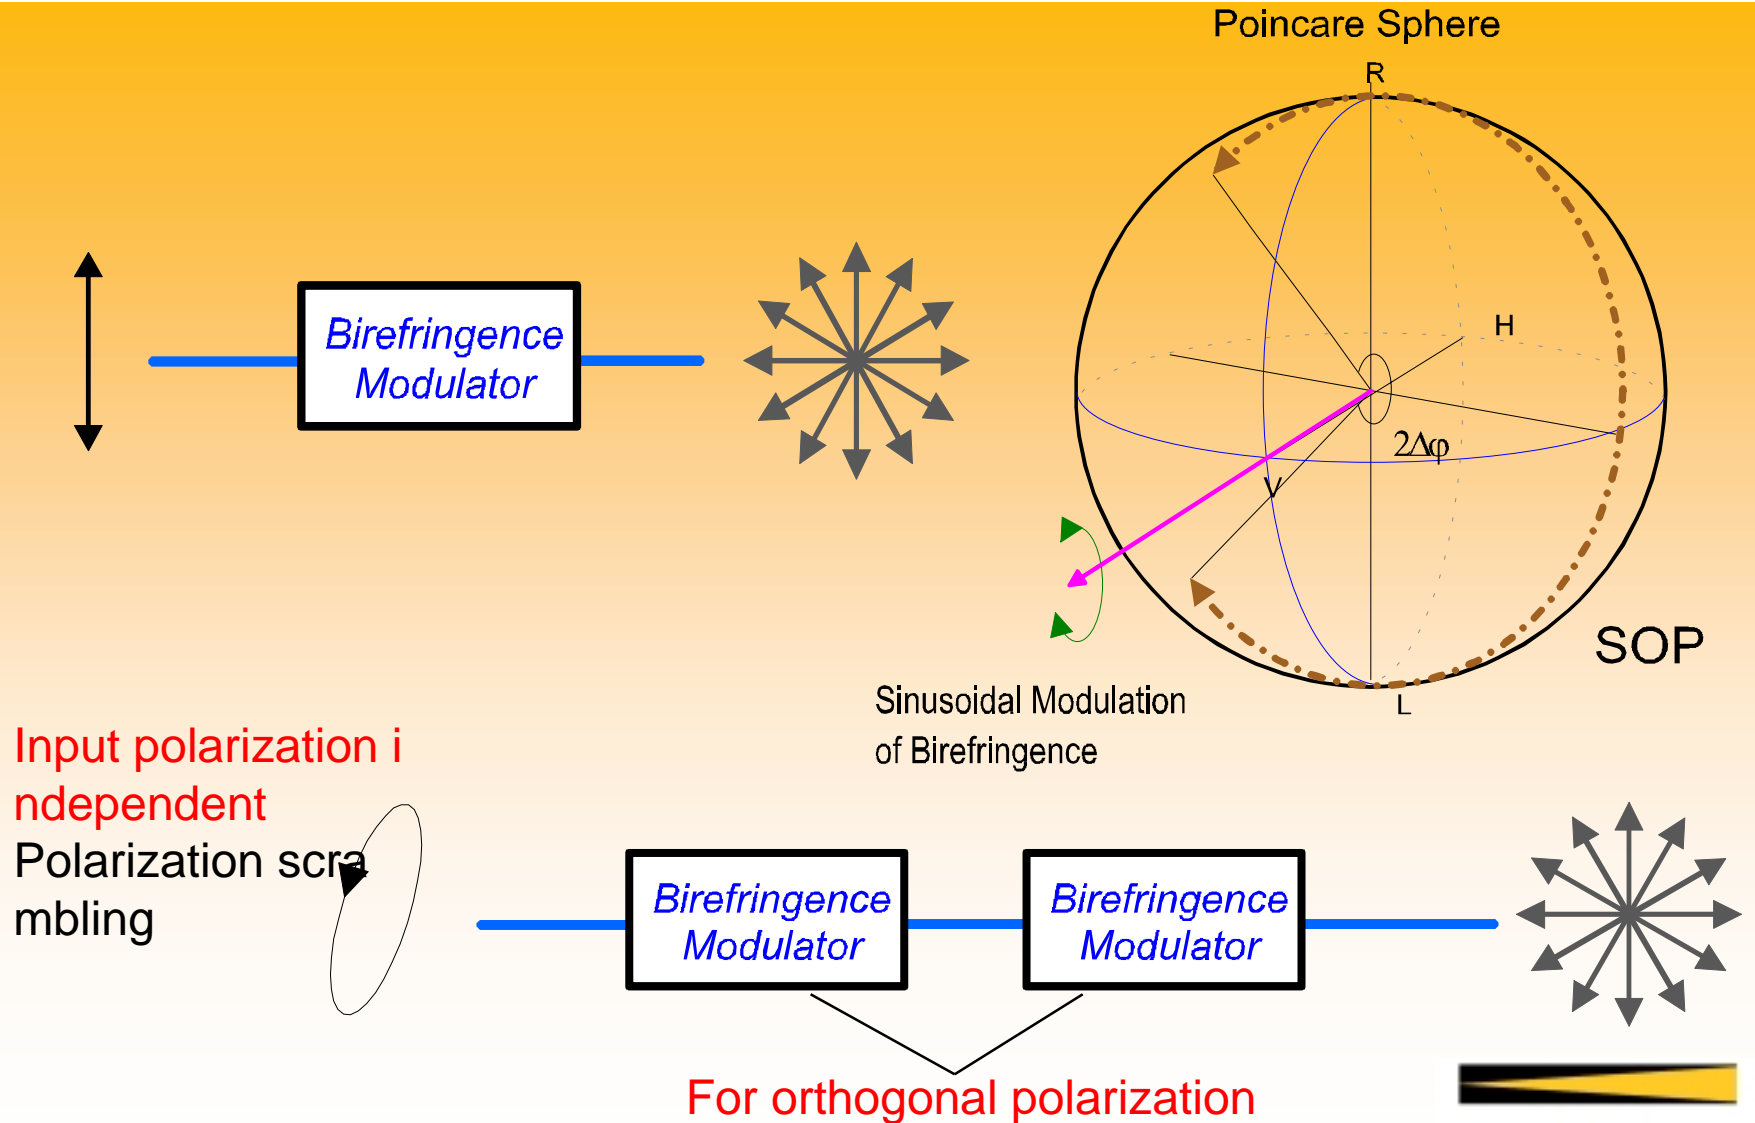 Poincare Sphere
R
Birefringence
Modulator
H
2Δφ
V
SOP
L
Sinusoidal Modulation
of Birefringence
Input polarization i
ndependent
Polarization scra
mbling
Birefringence
Modulator
Birefringence
Modulator
For orthogonal polarization